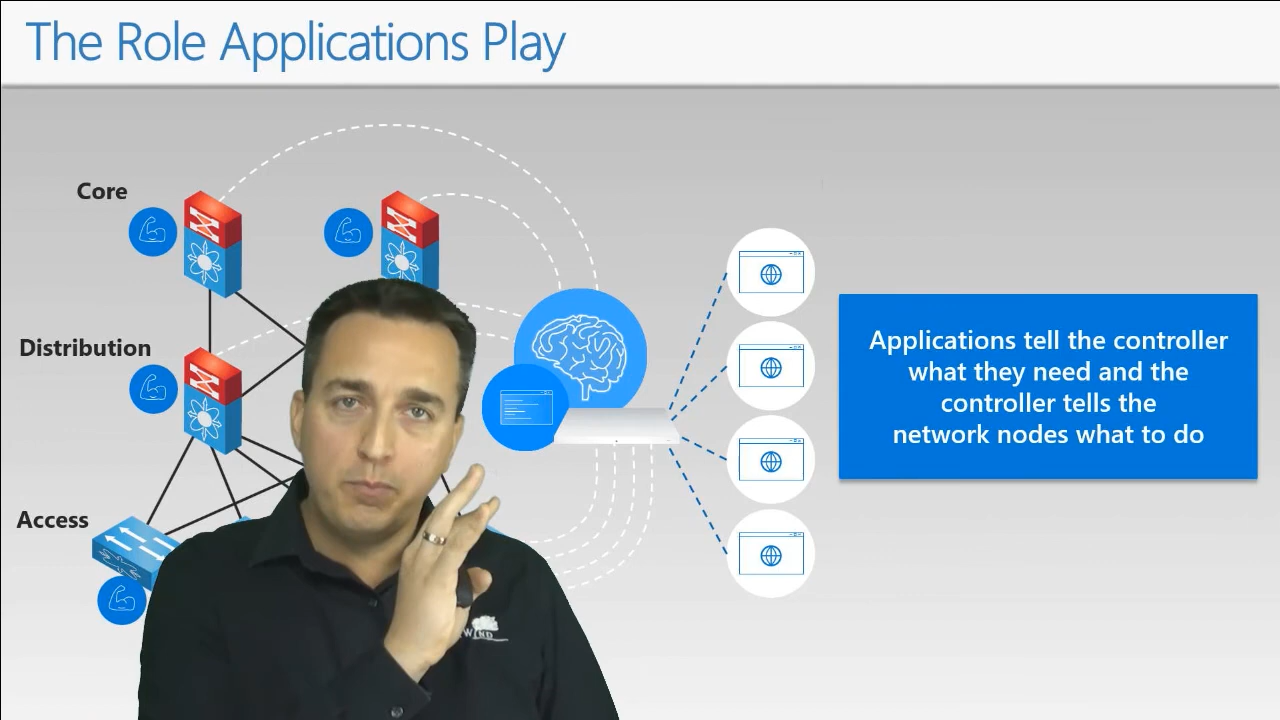 The Role Applications Play
Core
Distribution
Access
Applications tell the controller
what they need and the
controller tells the
network nodes what to do
WIND